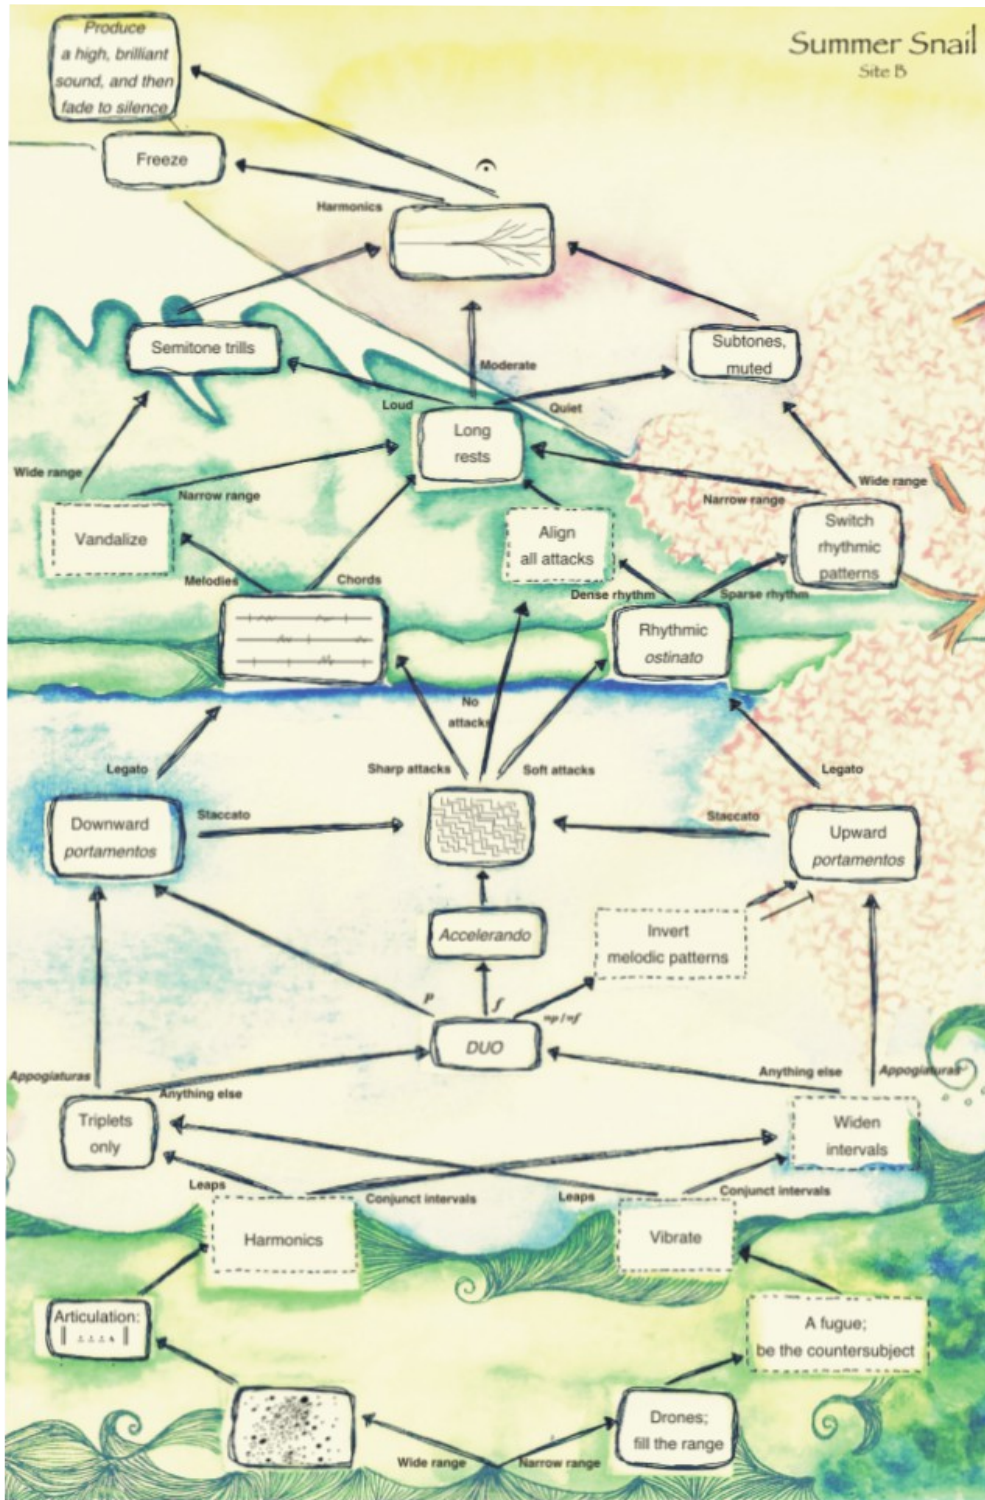 Summer Snail
Site B
Produce
a high, brilliant
sound, and then
fade to silence
Freeze
Harmonics
Semitone trills
Subtones,
muted
Moderate
Loud
Quiet
Long
rests
Wide range
Narrow range
Narrow range
Wide range
Vandalize
Align
all attacks
Switch
rhythmic
patterns
Melodies
Chords
Dense rhythm
Sparse rhythm
Rhythmic
ostinato
No
attacks
Legato
Sharp attacks
Soft attacks
Legato
Downward
portamentos
Staccato
Staccato
Upward
portamentos
Accelerando
Invert
melodic patterns
p
f
mp/mf
DUO
Appogiaturas
Anything else
Anything else
Appogiaturas
Triplets
only
Widen
intervals
Leaps
Conjunct intervals
Leaps
Conjunct intervals
Harmonics
Vibrate
Articulation:
A fugue;
be the countersubject
Drones;
fill the range
Wide range
Narrow range